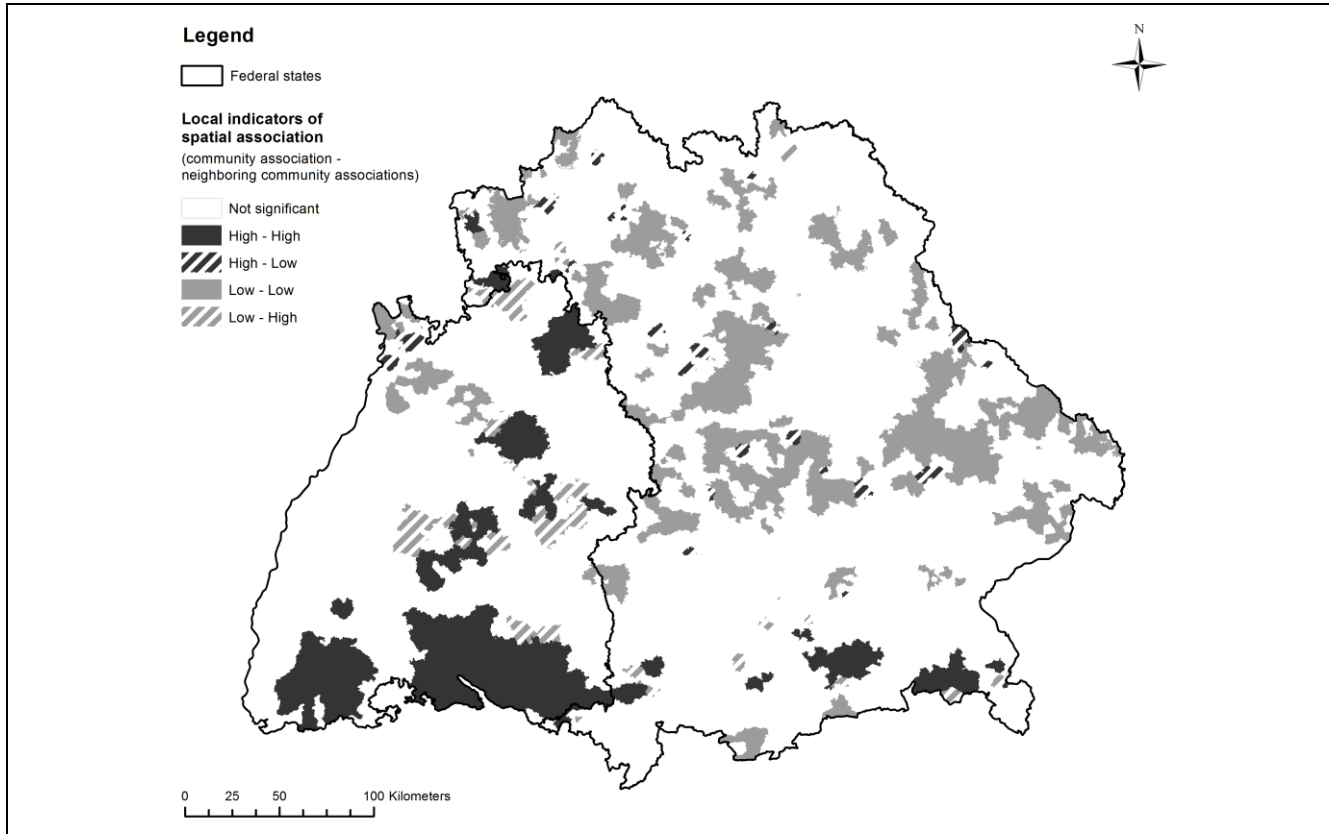 Legend
N
Federal states
Local indicators of
spatial association
(community association -
neighboring community associations)
Not significant
High - High
High - Low
Low - Low
Low - High
0 25 50 100 Kilometers